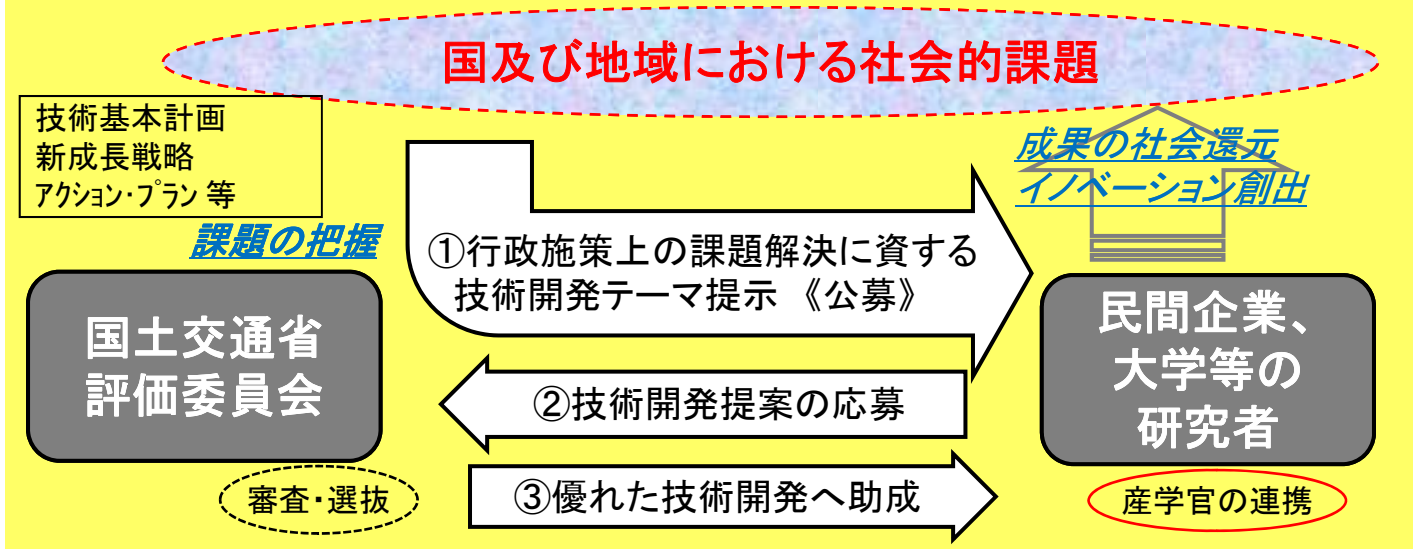 国及び地域における社会的課題
技術基本計画
新成長戦略
アクション・プラン 等
課題の把握
成果の社会還元
イノベーション創出
①行政施策上の課題解決に資する
技術開発テーマ提示 《公募》
国土交通省
評価委員会
民間企業、
大学等の
研究者
②技術開発提案の応募
③優れた技術開発へ助成
審査・選抜
産学官の連携